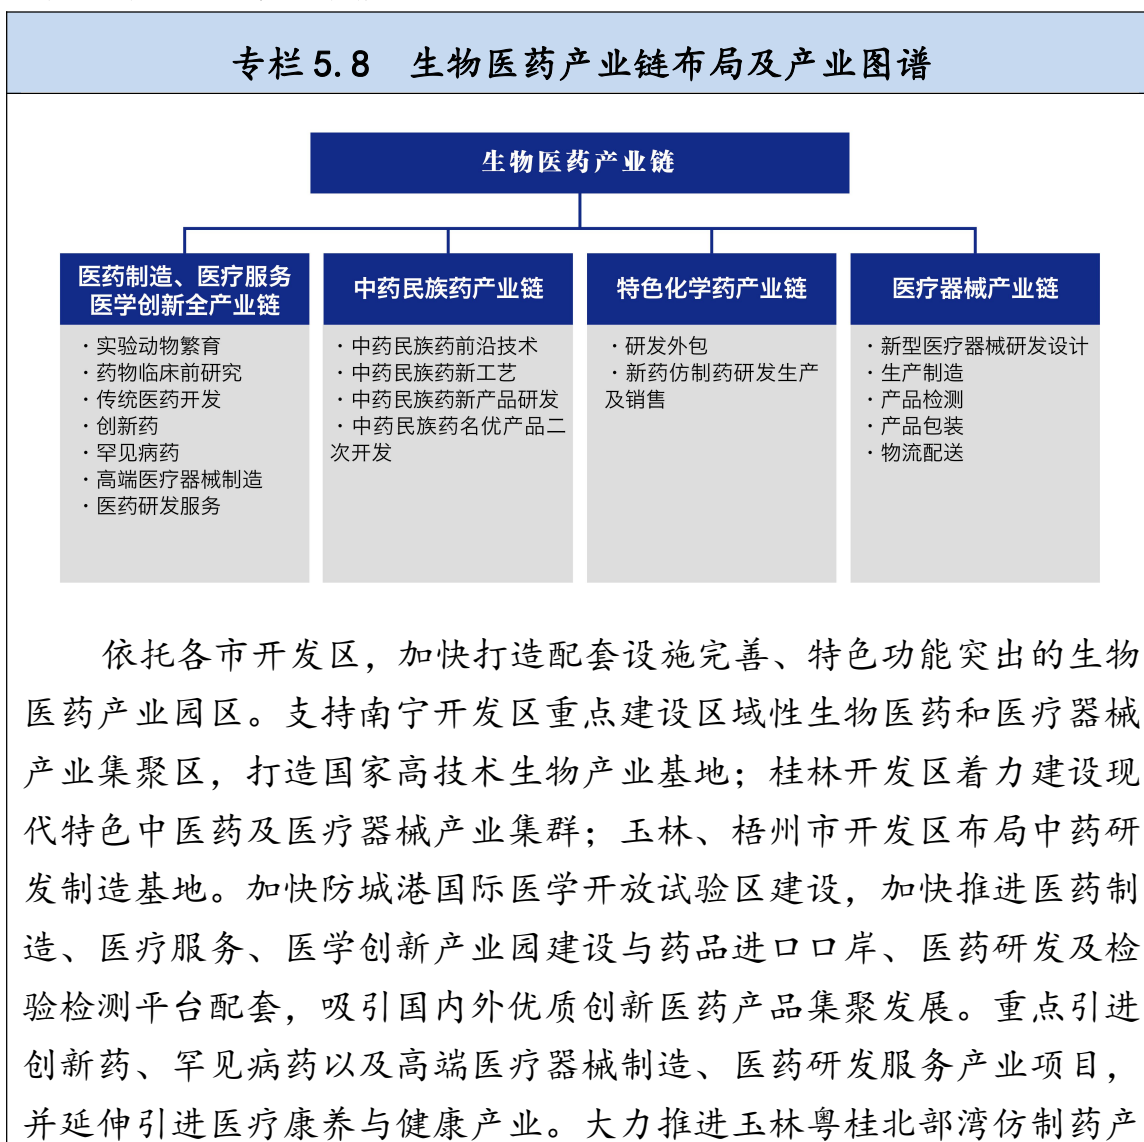 专栏 5.8 生物医药产业链布局及产业图谱
生物医药产业链
医药制造、医疗服务
医学创新全产业链
·实验动物繁育
·药物临床前研究
·传统医药开发
·创新药
·罕见病药
·高端医疗器械制造
·医药研发服务
中药民族药产业链
·中药民族药前沿技术
·中药民族药新工艺
·中药民族药新产品研发
·中药民族药名优产品二
次开发
特色化学药产业链
·研发外包
·新药仿制药研发生产
及销售
医疗器械产业链
·新型医疗器械研发设计
·生产制造
·产品检测
·产品包装
·物流配送
依托各市开发区，加快打造配套设施完善、特色功能突出的生物
医药产业园区。支持南宁开发区重点建设区域性生物医药和医疗器械
产业集聚区，打造国家高技术生物产业基地；桂林开发区着力建设现
代特色中医药及医疗器械产业集群；玉林、梧州市开发区布局中药研
发制造基地。加快防城港国际医学开放试验区建设，加快推进医药制
造、医疗服务、医学创新产业园建设与药品进口口岸、医药研发及检
验检测平台配套，吸引国内外优质创新医药产品集聚发展。重点引进
创新药、罕见病药以及高端医疗器械制造、医药研发服务产业项目，
并延伸引进医疗康养与健康产业。大力推进玉林粤桂北部湾仿制药产